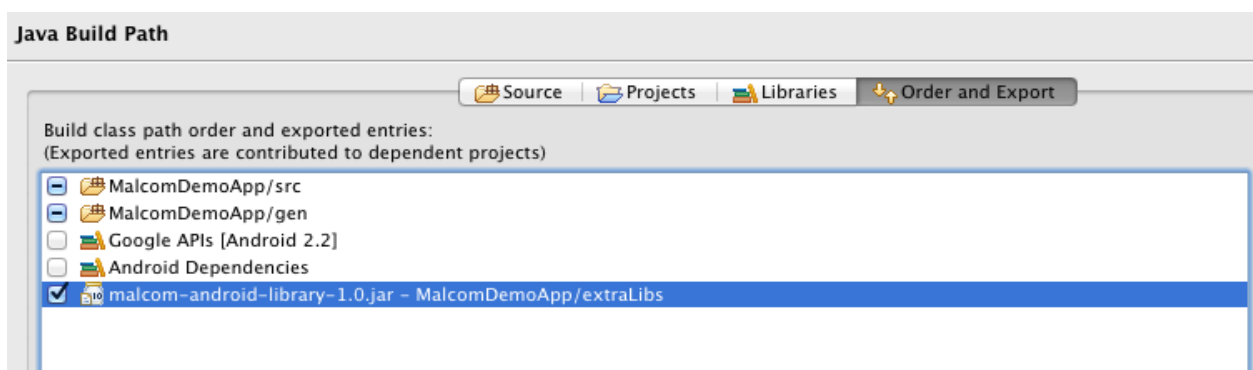 Java Build Path
Source Projects Libraries Order and Export
Build class path order and exported entries:
(Exported entries are contributed to dependent projects)
MalcomDemoApp/src
MalcomDemoApp/gen
Google APIs [Android 2.2]
Android Dependencies
malcom-android-library-1.0.jar – MalcomDemoApp/extraLibs